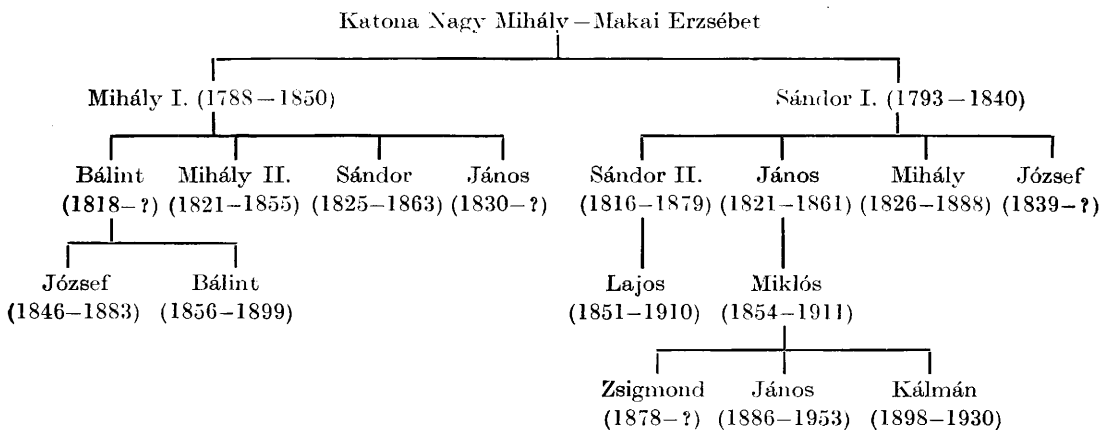 Katona Nagy Mihály–Makai Erzsébet
Mihály I. (1788–1850) Sándor I. (1793–1840)
Bálint Mihály II. Sándor János Sándor II. János Mihály József
(1818–?) (1821–1855) (1825–1863) (1830–?) (1816–1879) (1821–1861) (1826–1888) (1839–?)
József Bálint Lajos Miklós
(1846–1883) (1856–1899) (1851–1910) (1854–1911)
Zsigmond János Kálmán
(1878–?) (1886–1953) (1898–1930)